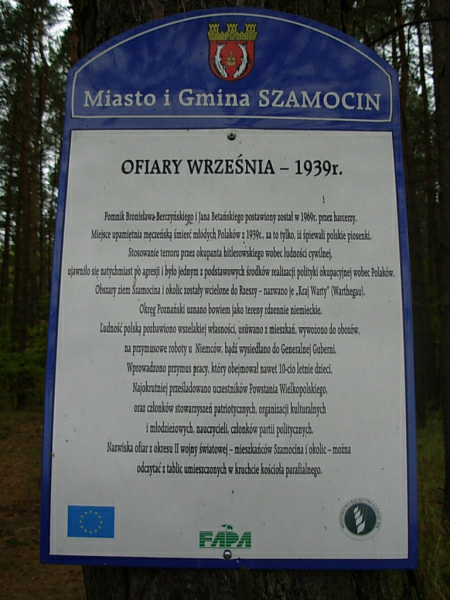 Miasto i Gmina SZAMOCIN
OFIARY WRZEŚNIA – 1939r.
Pomnik Bronisława Berczyńskiego i Jana Betańskiego postawiony został w 1969r. przez harcerzy.
Miejsce upamiętnia męczeńską śmierć młodych Polaków z 1939r., za to tylko, iż śpiewali polskie piosenki.
Stosowanie terroru przez okupanta hitlerowskiego wobec ludności cywilnej,
ujawniło się natychmiast po agresji i było jednym z podstawowych środków realizacji polityki okupacyjnej wobec Polaków.
Obszary ziem Szamocina i okolic zostały wcielone do Rzeszy – nazwano je „Kraj Warty” (Warthegau).
Okręg Poznański uznano bowiem jako tereny rdzennie niemieckie.
Ludność polską pozbawiono wszelakiej własności, usuwano z mieszkań, wywożono do obozów,
na przymusowe roboty u Niemców, bądź wysiedlano do Generalnej Guberni.
Wprowadzono przymus pracy, który obejmował nawet 10-cio letnie dzieci.
Najokrutniej prześladowano uczestników Powstania Wielkopolskiego,
oraz członków stowarzyszeń patriotycznych, organizacji kulturalnych
i młodzieżowych, nauczycieli, członków partii politycznych.
Nazwiska ofiar z okresu II wojny światowej – mieszkańców Szamocina i okolic – można
odczytać z tablic umieszczonych w kruchcie kościoła parafialnego.
FAPA